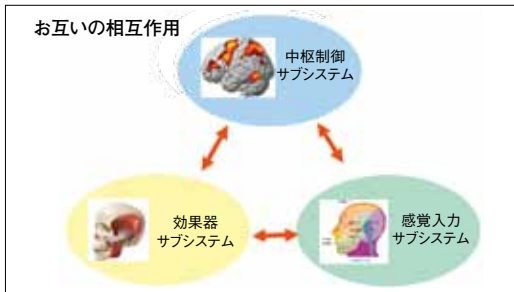 お互いの相互作用
中枢制御
サブシステム
効果器
サブシステム
感覚入力
サブシステム